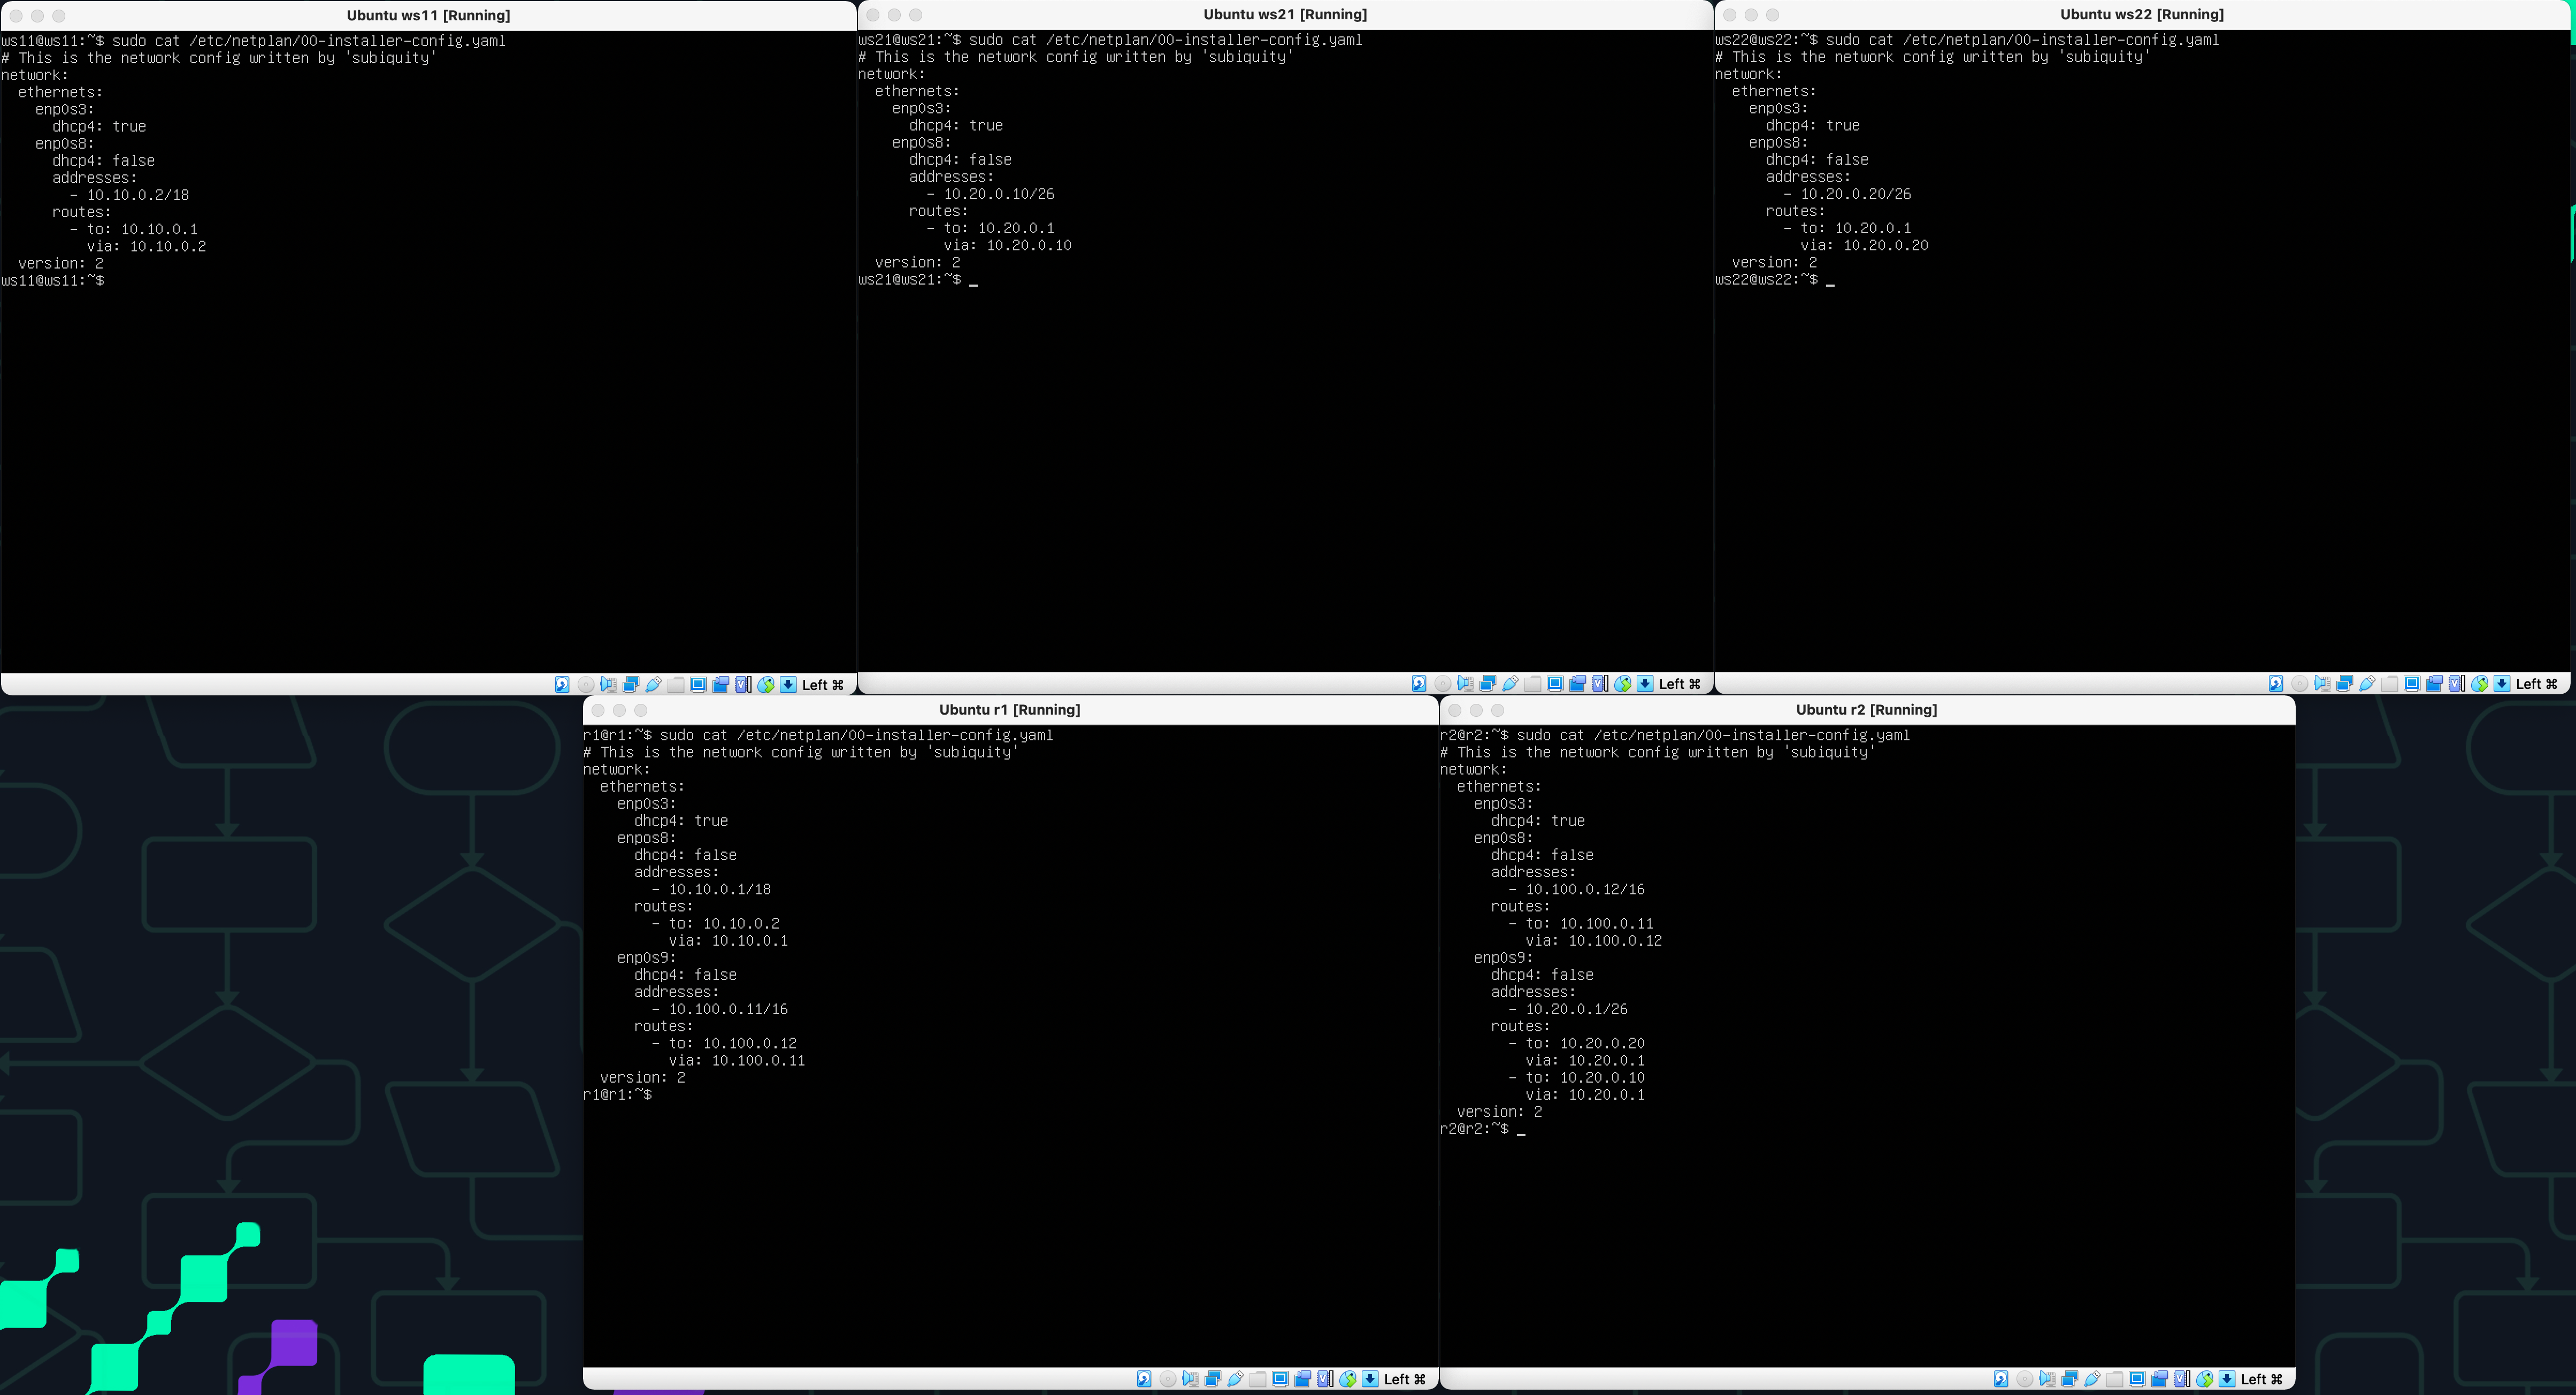 Ubuntu ws11 [Running]
ws11@ws11:~$ sudo cat /etc/netplan/00-installer-config.yaml
# This is the network config written by 'subiquity'
network:
  ethernets:
    enp0s3:
      dhcp4: true
    enp0s8:
      dhcp4: false
      addresses:
        - 10.10.0.2/18
      routes:
        - to: 10.10.0.1
          via: 10.10.0.2
  version: 2
ws11@ws11:~$
Left ⌘
Ubuntu ws21 [Running]
ws21@ws21:~$ sudo cat /etc/netplan/00-installer-config.yaml
# This is the network config written by 'subiquity'
network:
  ethernets:
    enp0s3:
      dhcp4: true
    enp0s8:
      dhcp4: false
      addresses:
        - 10.20.0.10/26
      routes:
        - to: 10.20.0.1
          via: 10.20.0.10
  version: 2
ws21@ws21:~$ _
Left ⌘
Ubuntu ws22 [Running]
ws22@ws22:~$ sudo cat /etc/netplan/00-installer-config.yaml
# This is the network config written by 'subiquity'
network:
  ethernets:
    enp0s3:
      dhcp4: true
    enp0s8:
      dhcp4: false
      addresses:
        - 10.20.0.20/26
      routes:
        - to: 10.20.0.1
          via: 10.20.0.20
  version: 2
ws22@ws22:~$ _
Left ⌘
Ubuntu r1 [Running]
r1@r1:~$ sudo cat /etc/netplan/00-installer-config.yaml
# This is the network config written by 'subiquity'
network:
  ethernets:
    enp0s3:
      dhcp4: true
    enpos8:
      dhcp4: false
      addresses:
        - 10.10.0.1/18
      routes:
        - to: 10.10.0.2
          via: 10.10.0.1
    enp0s9:
      dhcp4: false
      addresses:
        - 10.100.0.11/16
      routes:
        - to: 10.100.0.12
          via: 10.100.0.11
  version: 2
r1@r1:~$
Left ⌘
Ubuntu r2 [Running]
r2@r2:~$ sudo cat /etc/netplan/00-installer-config.yaml
# This is the network config written by 'subiquity'
network:
  ethernets:
    enp0s3:
      dhcp4: true
    enp0s8:
      dhcp4: false
      addresses:
        - 10.100.0.12/16
      routes:
        - to: 10.100.0.11
          via: 10.100.0.12
    enp0s9:
      dhcp4: false
      addresses:
        - 10.20.0.1/26
      routes:
        - to: 10.20.0.20
          via: 10.20.0.1
        - to: 10.20.0.10
          via: 10.20.0.1
  version: 2
r2@r2:~$ _
Left ⌘